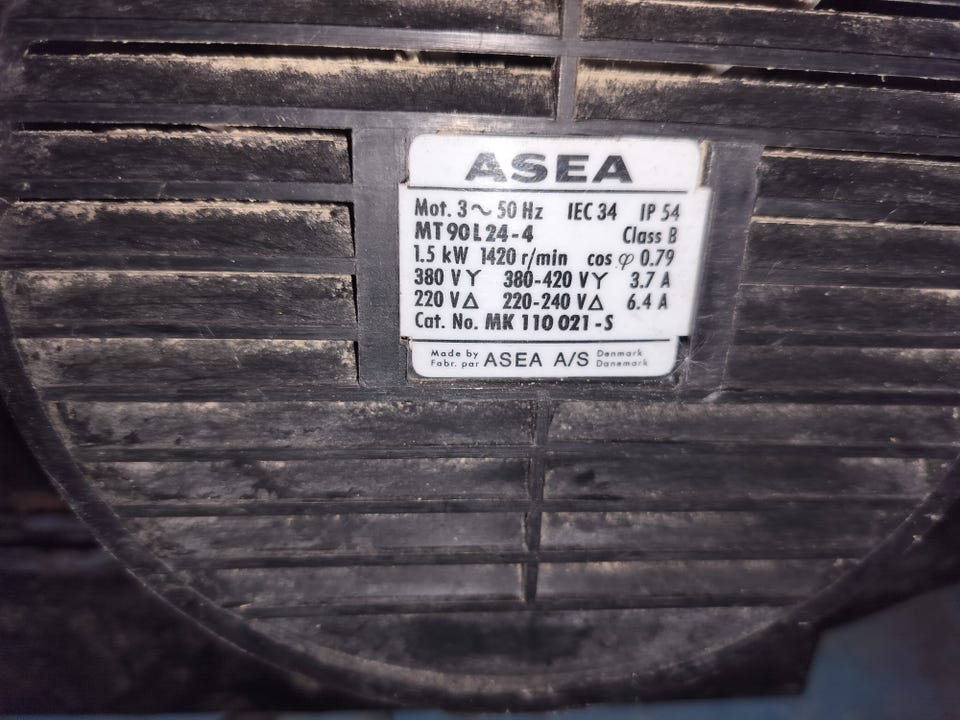 ASEA
Mot. 3~ 50 Hz IEC 34 IP 54
MT 90 L 24-4 Class B
1.5 kW 1420 r/min cos φ 0.79
380 V Y 380-420 V Y 3.7 A
220 V Δ 220-240 V Δ 6.4 A
Cat. No. MK 110 021-S
Made by ASEA A/S Denmark
Fabr. par Danemark